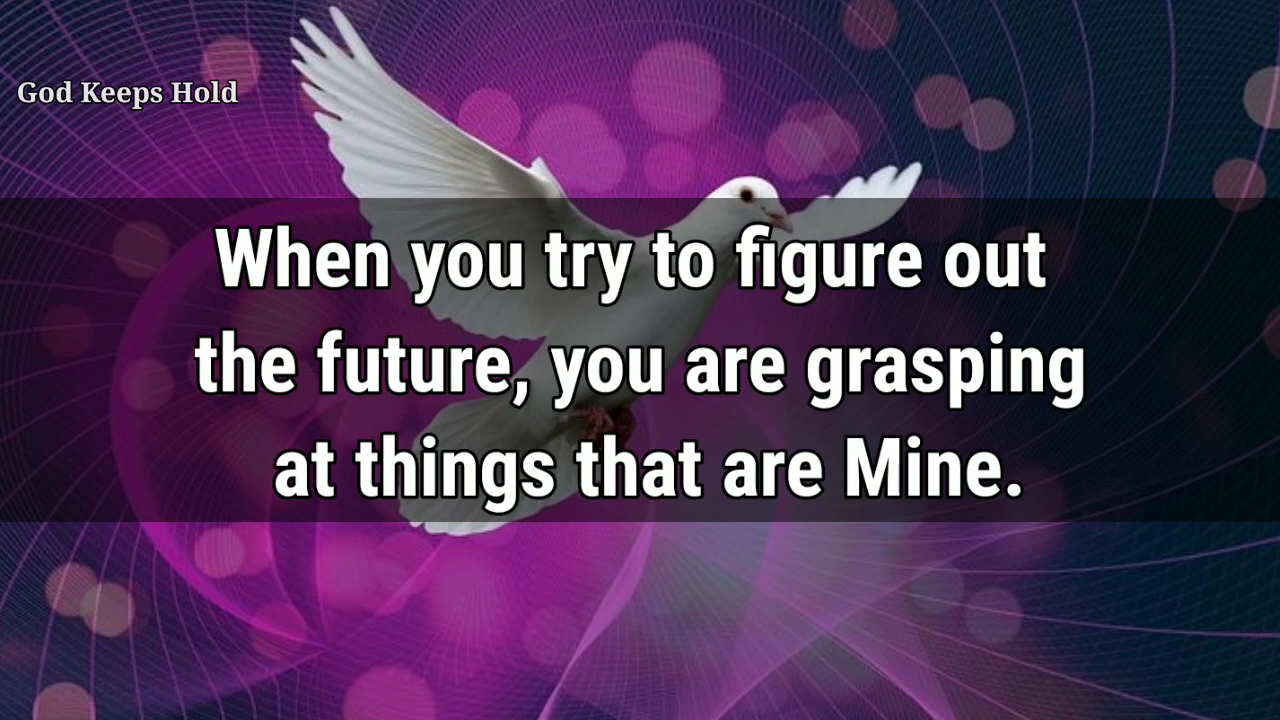 God Keeps Hold
When you try to figure out
the future, you are grasping
at things that are Mine.